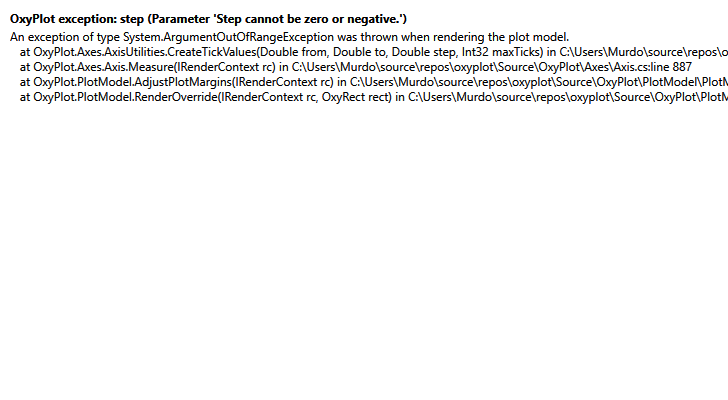 OxyPlot exception: step (Parameter 'Step cannot be zero or negative.')
An exception of type System.ArgumentOutOfRangeException was thrown when rendering the plot model.
at OxyPlot.Axes.AxisUtilities.CreateTickValues(Double from, Double to, Double step, Int32 maxTicks) in C:\Users\Murdo\source\repos\o
at OxyPlot.Axes.Axis.Measure(IRenderContext rc) in C:\Users\Murdo\source\repos\oxyplot\Source\OxyPlot\Axes\Axis.cs:line 887
at OxyPlot.PlotModel.AdjustPlotMargins(IRenderContext rc) in C:\Users\Murdo\source\repos\oxyplot\Source\OxyPlot\PlotModel\PlotM
at OxyPlot.PlotModel.RenderOverride(IRenderContext rc, OxyRect rect) in C:\Users\Murdo\source\repos\oxyplot\Source\OxyPlot\PlotM